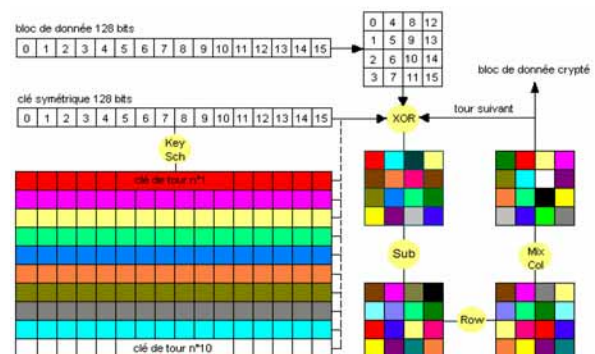 bloc de donnée 128 bits
0 1 2 3 4 5 6 7 8 9 10 11 12 13 14 15
0 4 8 12
1 5 9 13
2 6 10 14
3 7 11 15
bloc de donnée crypté
clé symétrique 128 bits
0 1 2 3 4 5 6 7 8 9 10 11 12 13 14 15
XOR
tour suivant
Key
Sch
clé de tour n°1
Sub
Mix
Col
Row
clé de tour n°10